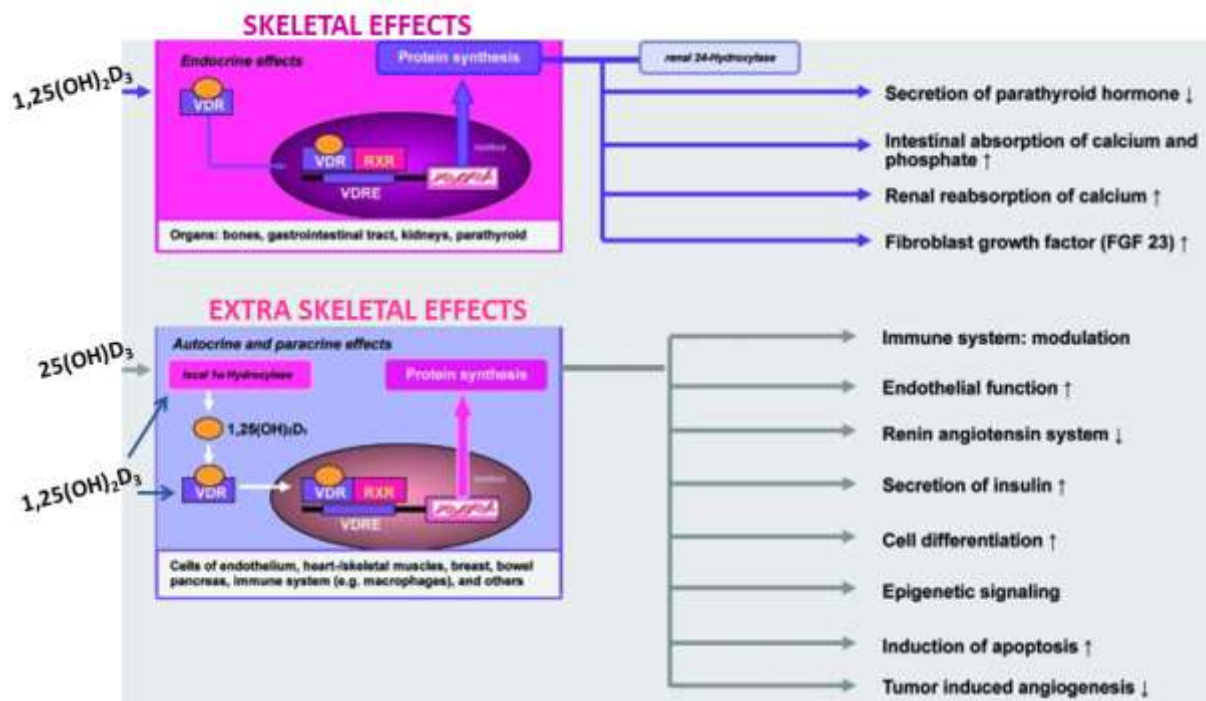 SKELETAL EFFECTS
Endocrine effects
Protein synthesis
renal 24-Hydroxylase
1,25(OH)₂D₃
VDR
nucleus
VDR RXR
VDRE
Organs: bones, gastrointestinal tract, kidneys, parathyroid
Secretion of parathyroid hormone ↓
Intestinal absorption of calcium and
phosphate ↑
Renal reabsorption of calcium ↑
Fibroblast growth factor (FGF 23) ↑
EXTRA SKELETAL EFFECTS
Autocrine and paracrine effects
25(OH)D₃
local 1α-Hydroxylase
Protein synthesis
1,25(OH)₂D₃
1,25(OH)₂D₃
VDR
VDR RXR
VDRE
Cells of endothelium, heart-/skeletal muscles, breast, bowel
pancreas, immune system (e.g. macrophages), and others
Immune system: modulation
Endothelial function ↑
Renin angiotensin system ↓
Secretion of insulin ↑
Cell differentiation ↑
Epigenetic signaling
Induction of apoptosis ↑
Tumor induced angiogenesis ↓